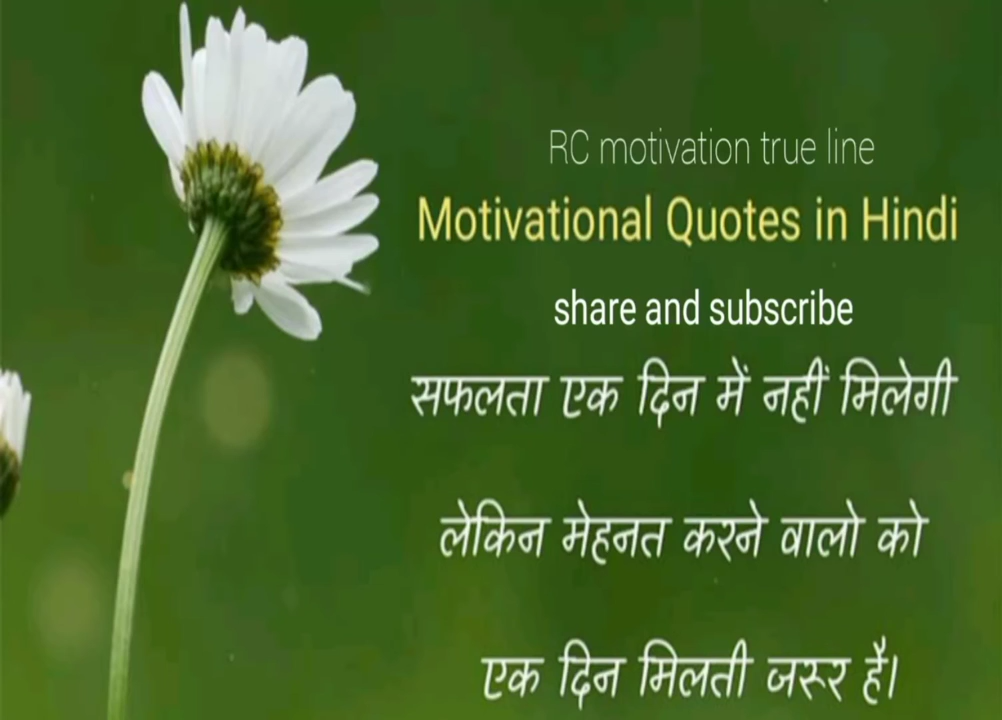 RC motivation true line
Motivational Quotes in Hindi
share and subscribe
सफलता एक दिन में नहीं मिलेगी
लेकिन मेहनत करने वालो को
एक दिन मिलती जरूर है।